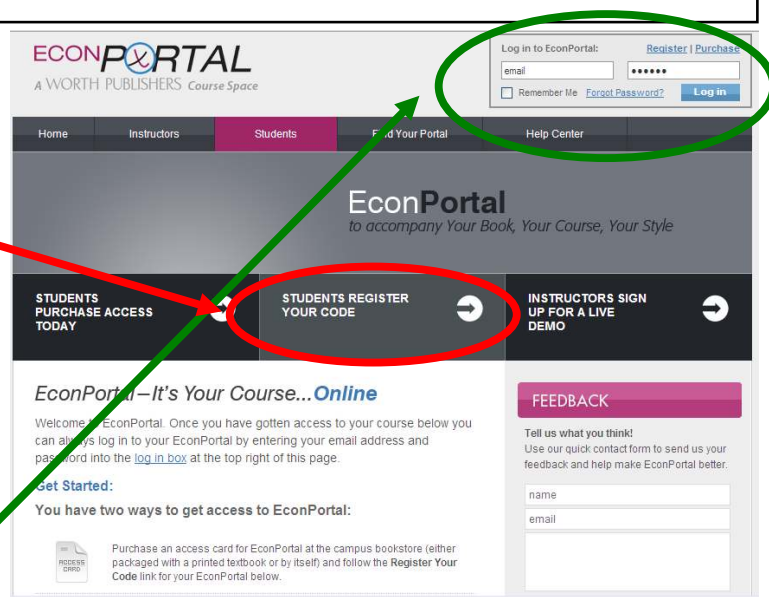 ECONPORTAL
A WORTH PUBLISHERS Course Space
Log in to EconPortal:
Register | Purchase
email
••••••
Remember Me Forgot Password? Log in
Home Instructors Students Find Your Portal Help Center
EconPortal
to accompany Your Book, Your Course, Your Style
STUDENTS
PURCHASE ACCESS
TODAY
STUDENTS REGISTER
YOUR CODE
INSTRUCTORS SIGN
UP FOR A LIVE
DEMO
EconPortal–It's Your Course...Online
Welcome to EconPortal. Once you have gotten access to your course below you
can always log in to your EconPortal by entering your email address and
password into the log in box at the top right of this page.
Get Started:
You have two ways to get access to EconPortal:
ACCESS
CARD
Purchase an access card for EconPortal at the campus bookstore (either
packaged with a printed textbook or by itself) and follow the Register Your
Code link for your EconPortal below.
FEEDBACK
Tell us what you think!
Use our quick contact form to send us your
feedback and help make EconPortal better.
name
email